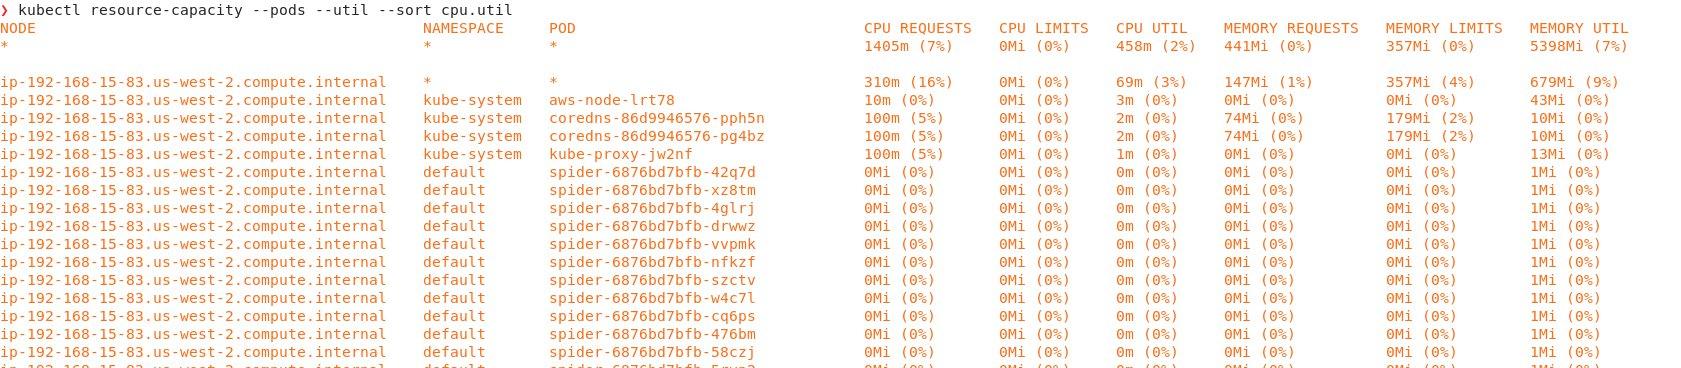 ❯ kubectl resource-capacity --pods --util --sort cpu.util
NODE NAMESPACE POD CPU REQUESTS CPU LIMITS CPU UTIL MEMORY REQUESTS MEMORY LIMITS MEMORY UTIL
* * * 1405m (7%) 0Mi (0%) 458m (2%) 441Mi (0%) 357Mi (0%) 5398Mi (7%)
ip-192-168-15-83.us-west-2.compute.internal * * 310m (16%) 0Mi (0%) 69m (3%) 147Mi (1%) 357Mi (4%) 679Mi (9%)
ip-192-168-15-83.us-west-2.compute.internal kube-system aws-node-lrt78 10m (0%) 0Mi (0%) 3m (0%) 0Mi (0%) 0Mi (0%) 43Mi (0%)
ip-192-168-15-83.us-west-2.compute.internal kube-system coredns-86d9946576-pph5n 100m (5%) 0Mi (0%) 2m (0%) 74Mi (0%) 179Mi (2%) 10Mi (0%)
ip-192-168-15-83.us-west-2.compute.internal kube-system coredns-86d9946576-pg4bz 100m (5%) 0Mi (0%) 2m (0%) 74Mi (0%) 179Mi (2%) 10Mi (0%)
ip-192-168-15-83.us-west-2.compute.internal kube-system kube-proxy-jw2nf 100m (5%) 0Mi (0%) 1m (0%) 0Mi (0%) 0Mi (0%) 13Mi (0%)
ip-192-168-15-83.us-west-2.compute.internal default spider-6876bd7bfb-42q7d 0Mi (0%) 0Mi (0%) 0m (0%) 0Mi (0%) 0Mi (0%) 1Mi (0%)
ip-192-168-15-83.us-west-2.compute.internal default spider-6876bd7bfb-xz8tm 0Mi (0%) 0Mi (0%) 0m (0%) 0Mi (0%) 0Mi (0%) 1Mi (0%)
ip-192-168-15-83.us-west-2.compute.internal default spider-6876bd7bfb-4glrj 0Mi (0%) 0Mi (0%) 0m (0%) 0Mi (0%) 0Mi (0%) 1Mi (0%)
ip-192-168-15-83.us-west-2.compute.internal default spider-6876bd7bfb-drwwz 0Mi (0%) 0Mi (0%) 0m (0%) 0Mi (0%) 0Mi (0%) 1Mi (0%)
ip-192-168-15-83.us-west-2.compute.internal default spider-6876bd7bfb-vvpmk 0Mi (0%) 0Mi (0%) 0m (0%) 0Mi (0%) 0Mi (0%) 1Mi (0%)
ip-192-168-15-83.us-west-2.compute.internal default spider-6876bd7bfb-nfkzf 0Mi (0%) 0Mi (0%) 0m (0%) 0Mi (0%) 0Mi (0%) 1Mi (0%)
ip-192-168-15-83.us-west-2.compute.internal default spider-6876bd7bfb-szctv 0Mi (0%) 0Mi (0%) 0m (0%) 0Mi (0%) 0Mi (0%) 1Mi (0%)
ip-192-168-15-83.us-west-2.compute.internal default spider-6876bd7bfb-w4c7l 0Mi (0%) 0Mi (0%) 0m (0%) 0Mi (0%) 0Mi (0%) 1Mi (0%)
ip-192-168-15-83.us-west-2.compute.internal default spider-6876bd7bfb-cq6ps 0Mi (0%) 0Mi (0%) 0m (0%) 0Mi (0%) 0Mi (0%) 1Mi (0%)
ip-192-168-15-83.us-west-2.compute.internal default spider-6876bd7bfb-476bm 0Mi (0%) 0Mi (0%) 0m (0%) 0Mi (0%) 0Mi (0%) 1Mi (0%)
ip-192-168-15-83.us-west-2.compute.internal default spider-6876bd7bfb-58czj 0Mi (0%) 0Mi (0%) 0m (0%) 0Mi (0%) 0Mi (0%) 1Mi (0%)